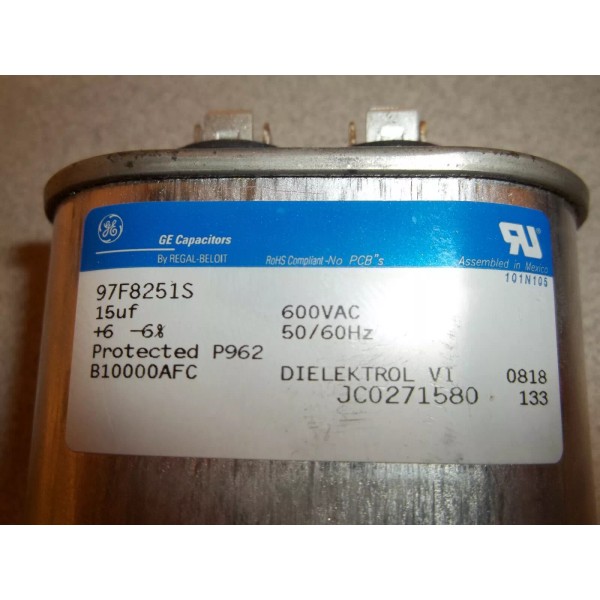 GE GE Capacitors
By REGAL-BELOIT RoHS Compliant-No PCB"s Assembled in Mexico
101N105
97F8251S
15uf 600VAC
+6 -6% 50/60Hz
Protected P962
B10000AFC DIELEKTROL VI 0818
JC0271580 133